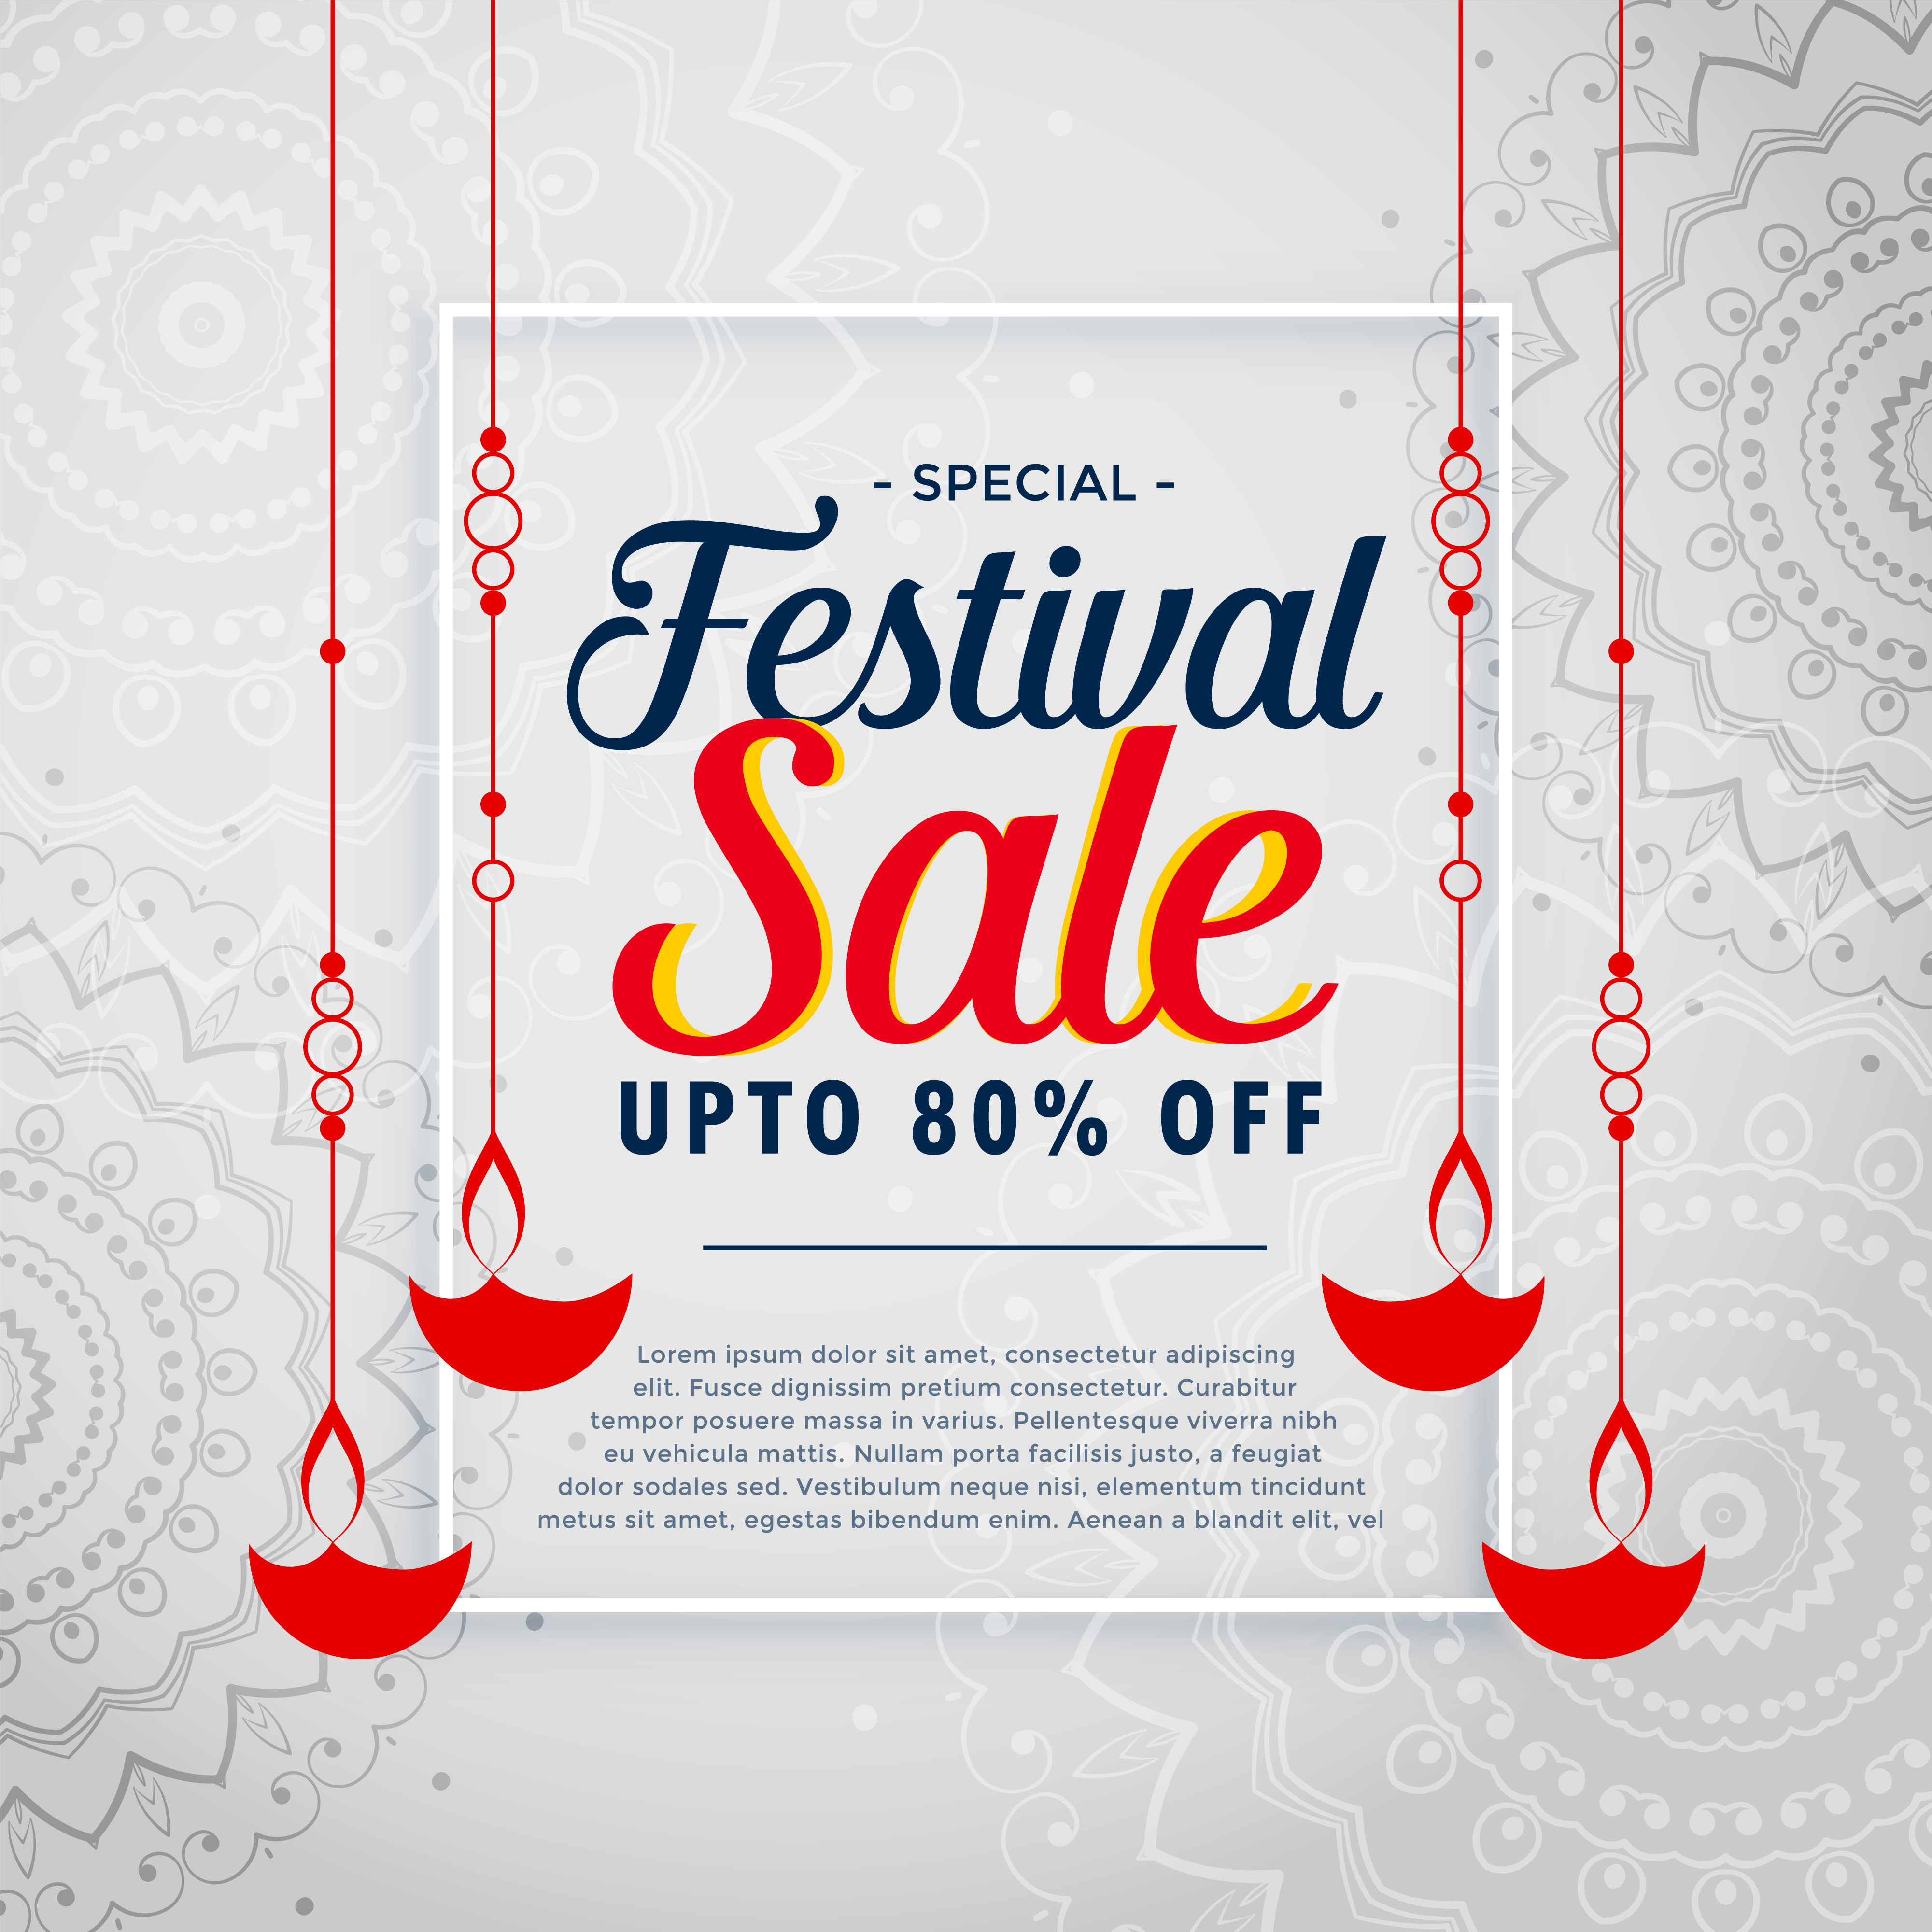 - SPECIAL -
Festival
Sale
UPTO 80% OFF
Lorem ipsum dolor sit amet, consectetur adipiscing
elit. Fusce dignissim pretium consectetur. Curabitur
tempor posuere massa in varius. Pellentesque viverra nibh
eu vehicula mattis. Nullam porta facilisis justo, a feugiat
dolor sodales sed. Vestibulum neque nisi, elementum tincidunt
metus sit amet, egestas bibendum enim. Aenean a blandit elit, vel